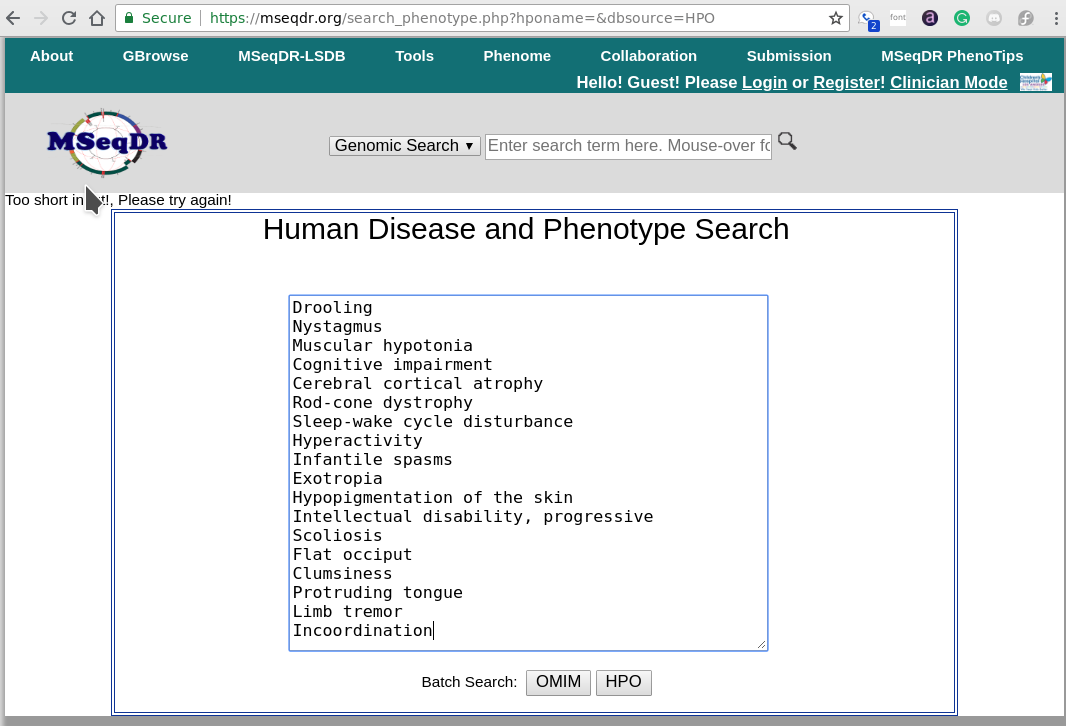 Secure https://mseqdr.org/search_phenotype.php?hponame=&dbsource=HPO
2 font a
About GBrowse MSeqDR-LSDB Tools Phenome Collaboration Submission MSeqDR PhenoTips
Hello! Guest! Please Login or Register! Clinician Mode
MSeqDR
Genomic Search ▼ Enter search term here. Mouse-over fo
Too short in t!, Please try again!
Human Disease and Phenotype Search
Drooling
Nystagmus
Muscular hypotonia
Cognitive impairment
Cerebral cortical atrophy
Rod-cone dystrophy
Sleep-wake cycle disturbance
Hyperactivity
Infantile spasms
Exotropia
Hypopigmentation of the skin
Intellectual disability, progressive
Scoliosis
Flat occiput
Clumsiness
Protruding tongue
Limb tremor
Incoordination
Batch Search: OMIM HPO